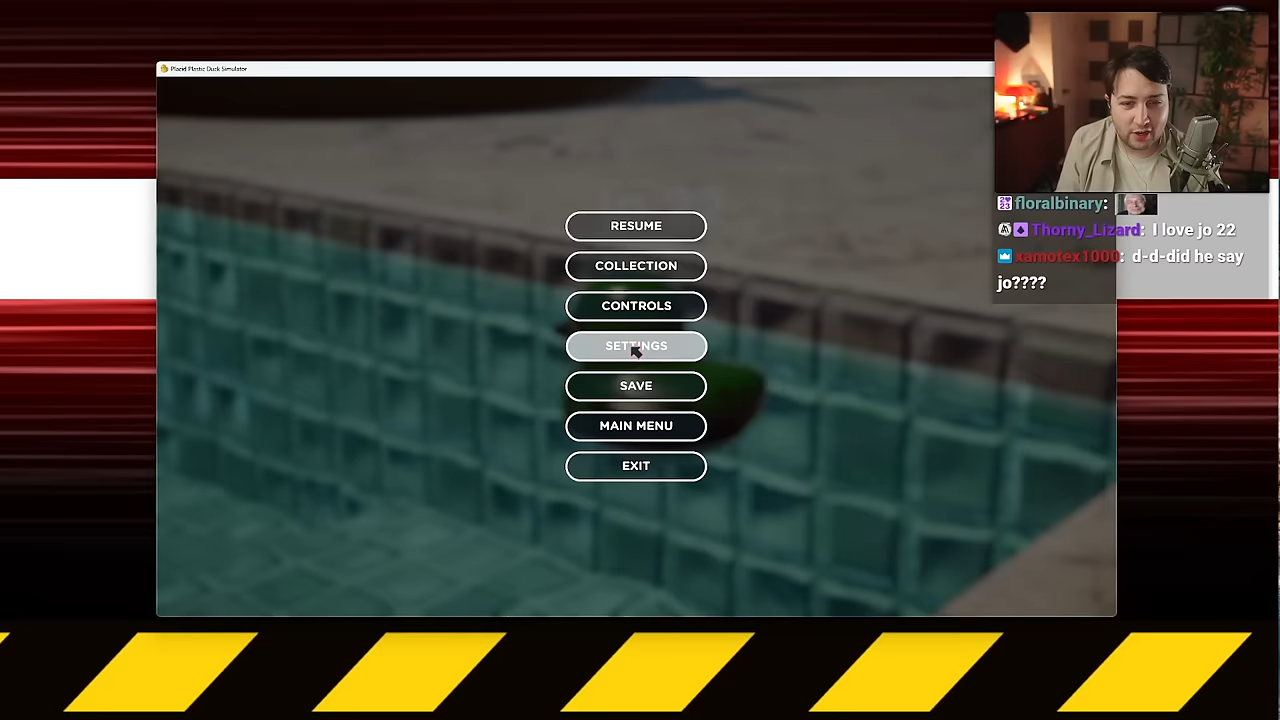 Placid Plastic Duck Simulator
RESUME
COLLECTION
CONTROLS
SETTINGS
SAVE
MAIN MENU
EXIT
floralbinary:
Thorny_Lizard: I love jo 22
xamotex1000: d-d-did he say
jo????